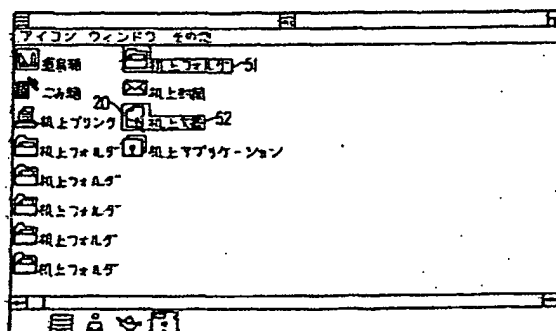 アイコン ウィンドウ その他
道具箱 机上フォルダ 51
ごみ箱 机上封筒
20
机上プリンタ 机上文書 52
机上フォルダ 机上アプリケーション
机上フォルダ
机上フォルダ
机上フォルダ
机上フォルダ